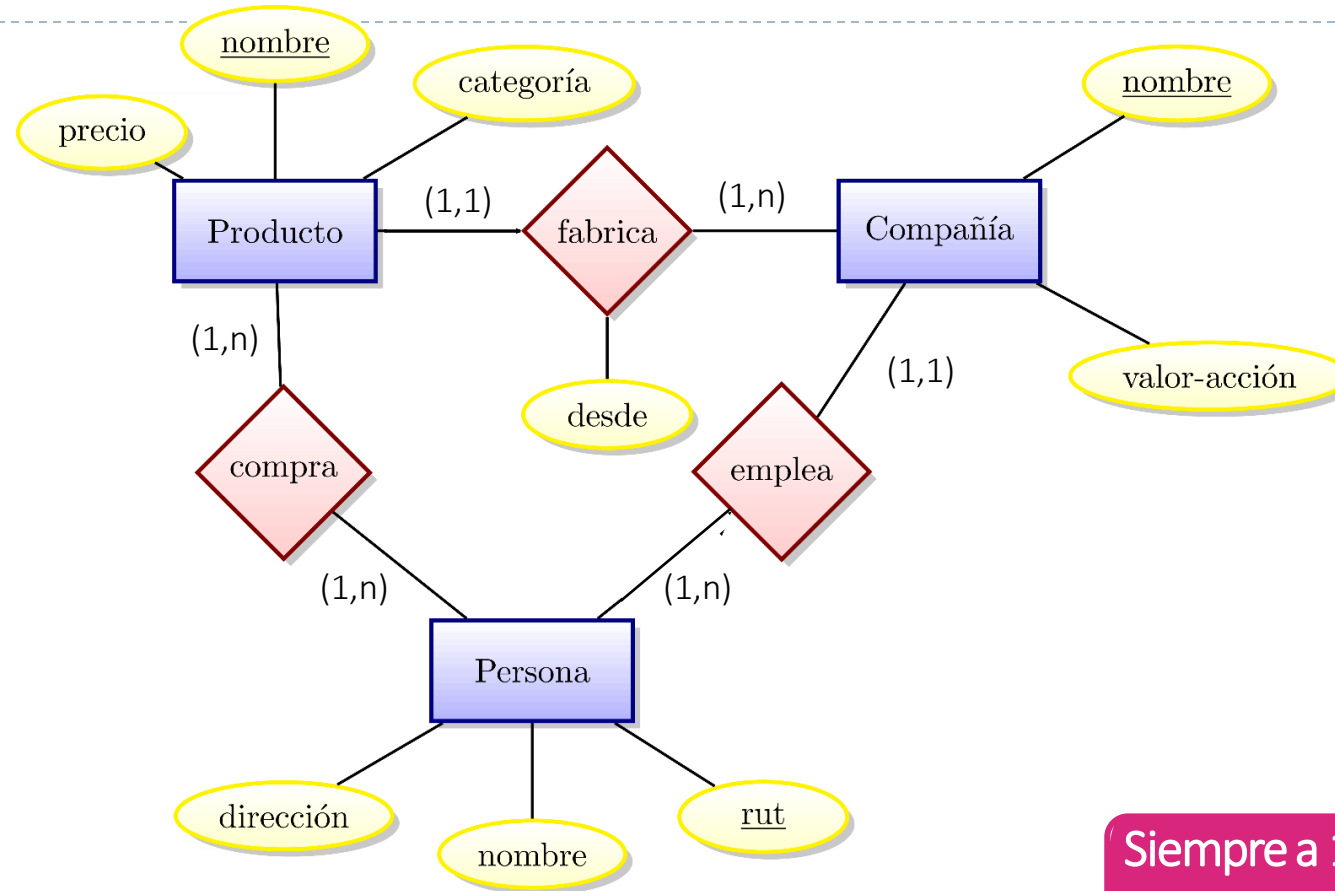 nombre
categoría
nombre
precio
(1,1)
(1,n)
Producto
fabrica
Compañía
(1,n)
(1,1)
valor-acción
desde
compra
emplea
(1,n)
(1,n)
Persona
dirección
rut
nombre
Siempre a